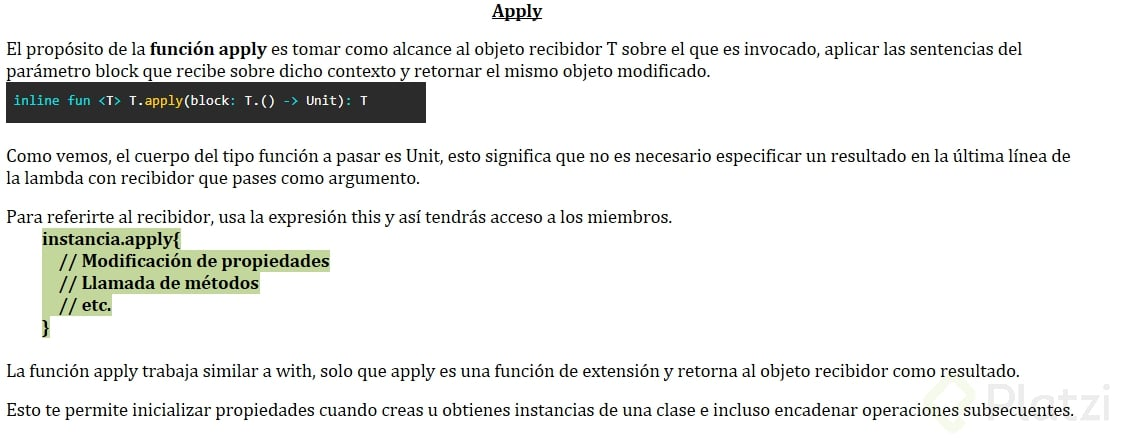 Apply
El propósito de la función apply es tomar como alcance al objeto recibidor T sobre el que es invocado, aplicar las sentencias del
parámetro block que recibe sobre dicho contexto y retornar el mismo objeto modificado.
inline fun <T> T.apply(block: T.() -> Unit): T
Como vemos, el cuerpo del tipo función a pasar es Unit, esto significa que no es necesario especificar un resultado en la última línea de
la lambda con recibidor que pases como argumento.
Para referirte al recibidor, usa la expresión this y así tendrás acceso a los miembros.
instancia.apply{
// Modificación de propiedades
// Llamada de métodos
// etc.
}
La función apply trabaja similar a with, solo que apply es una función de extensión y retorna al objeto recibidor como resultado.
Esto te permite inicializar propiedades cuando creas u obtienes instancias de una clase e incluso encadenar operaciones subsecuentes.
Platzi